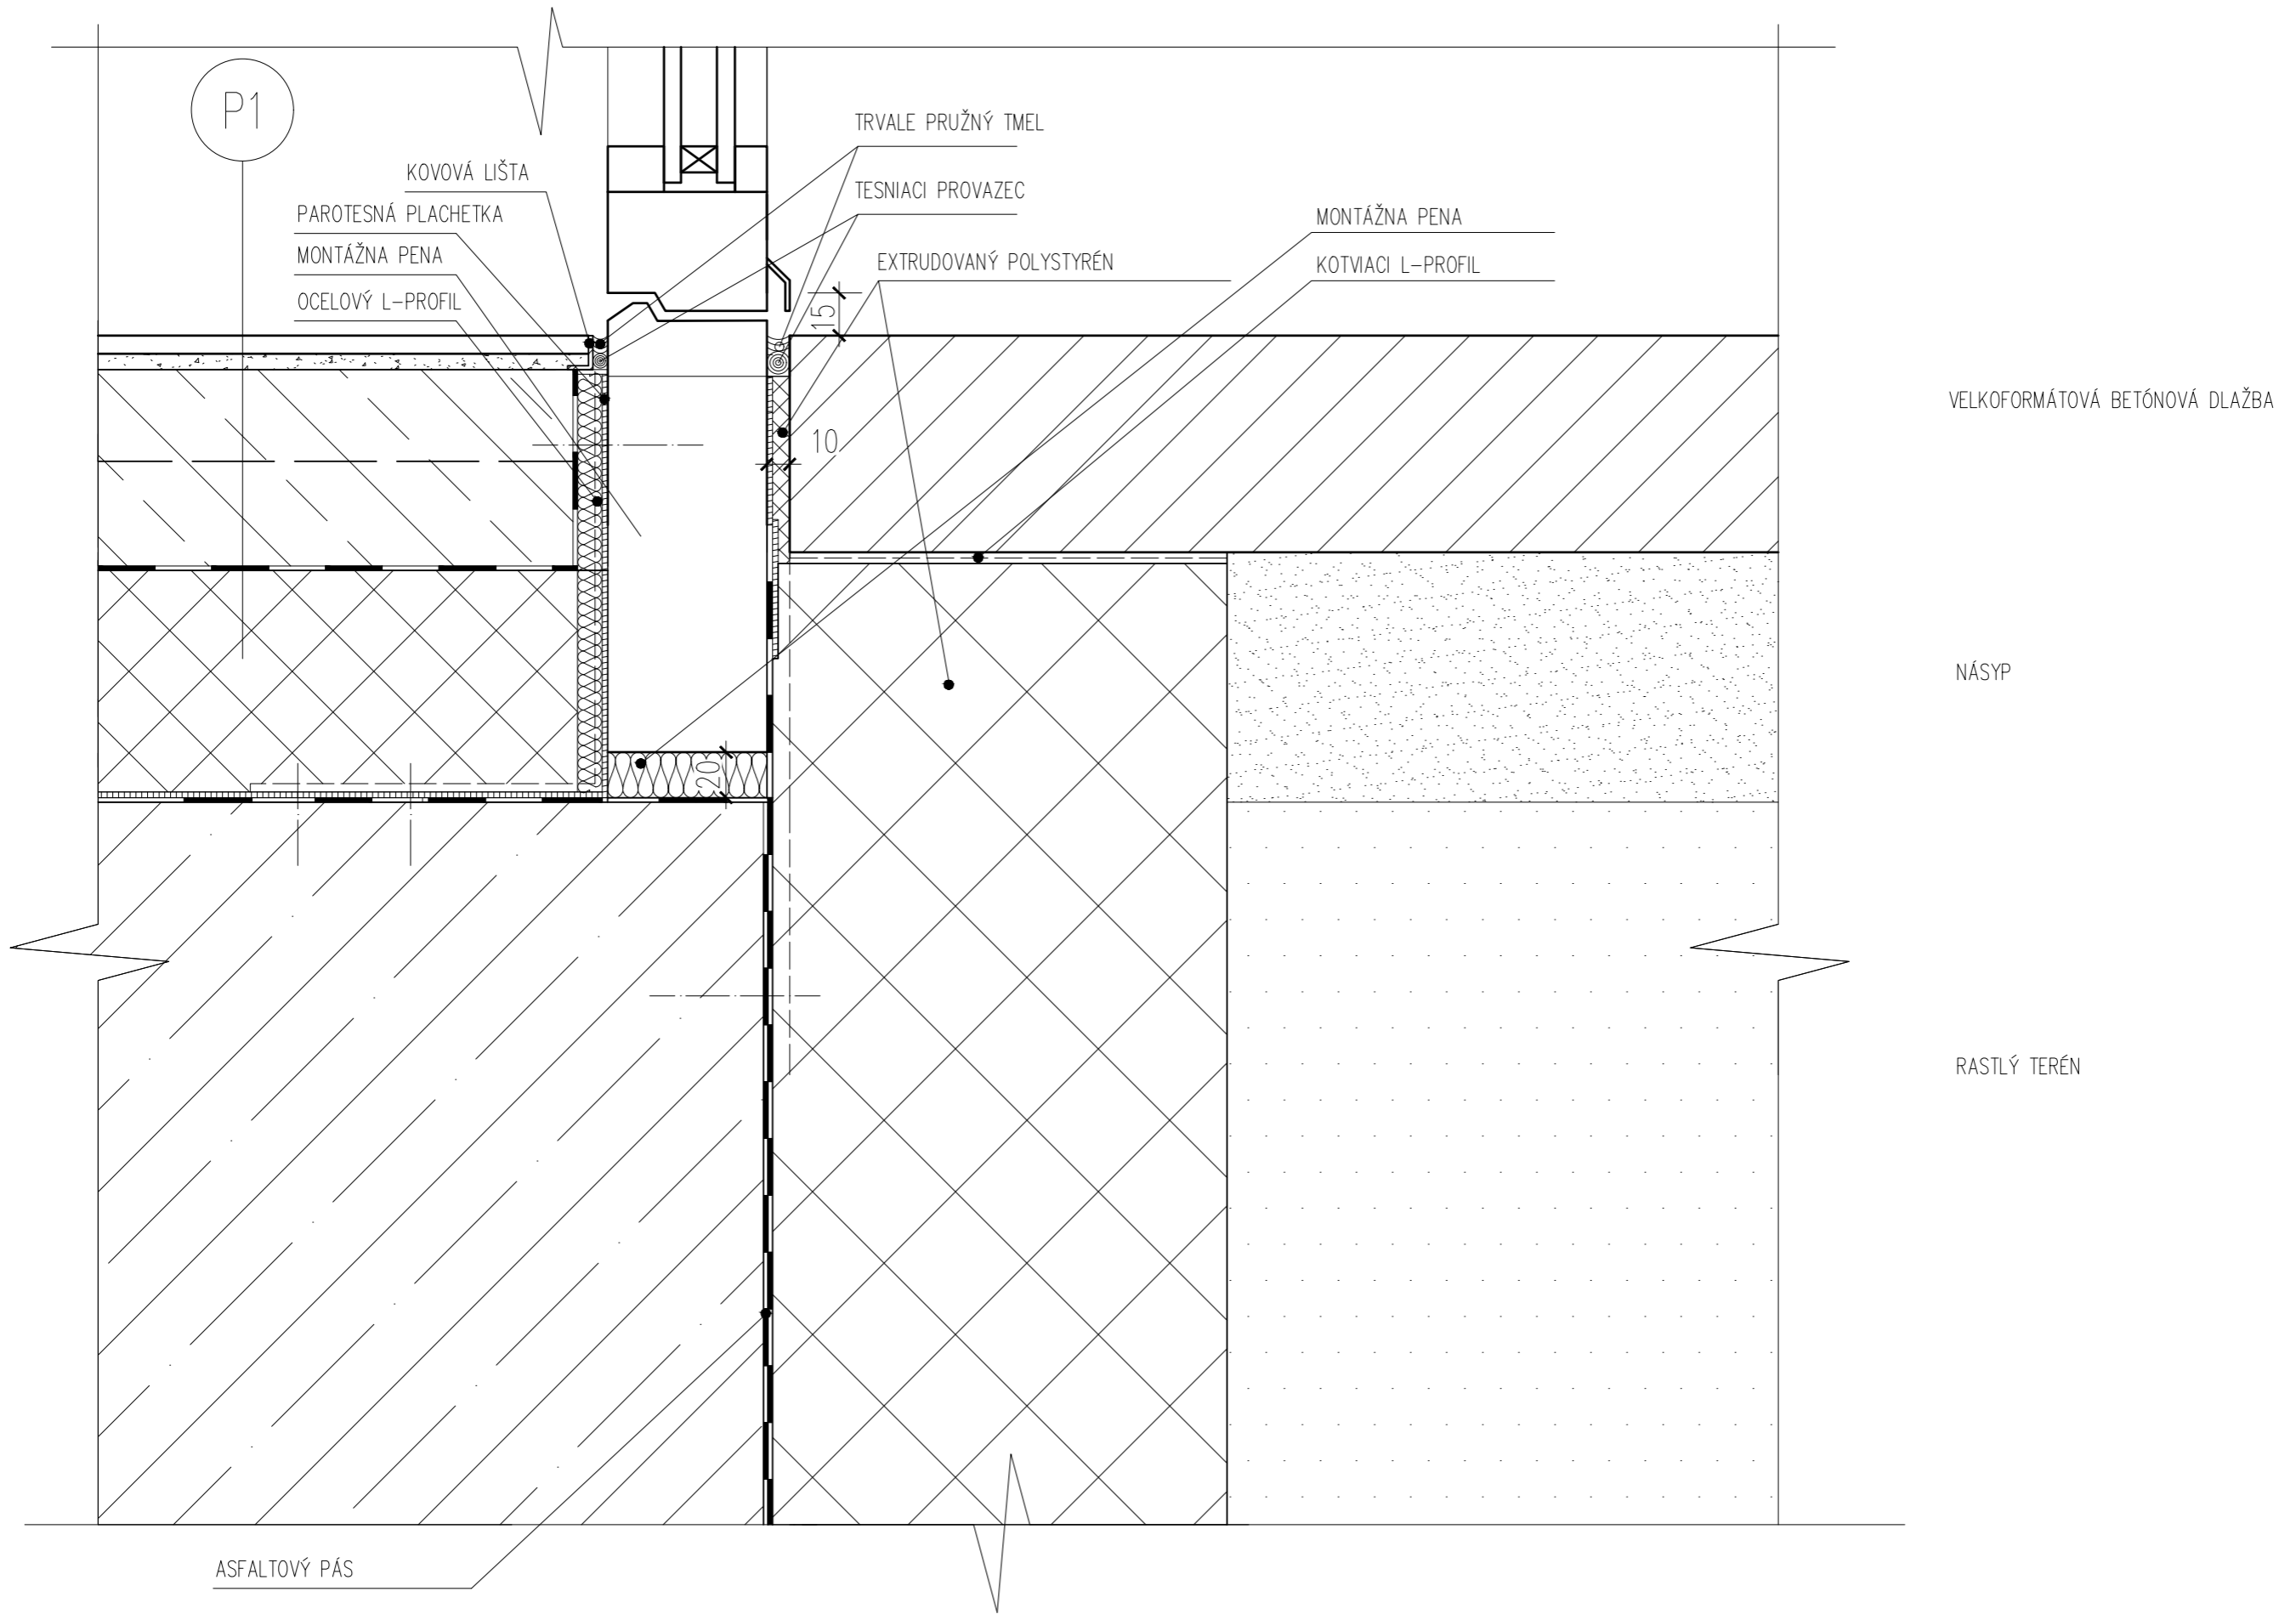 P1
TRVALE PRUŽNÝ TMEL
KOVOVÁ LIŠTA
TESNIACI PROVAZEC
PAROTESNÁ PLACHETKA
MONTÁŽNA PENA
MONTÁŽNA PENA
EXTRUDOVANÝ POLYSTYRÉN
KOTVIACI L-PROFIL
OCELOVÝ L-PROFIL
15
VELKOFORMÁTOVÁ BETÓNOVÁ DLAŽBA
10
NÁSYP
20
RASTLÝ TERÉN
ASFALTOVÝ PÁS